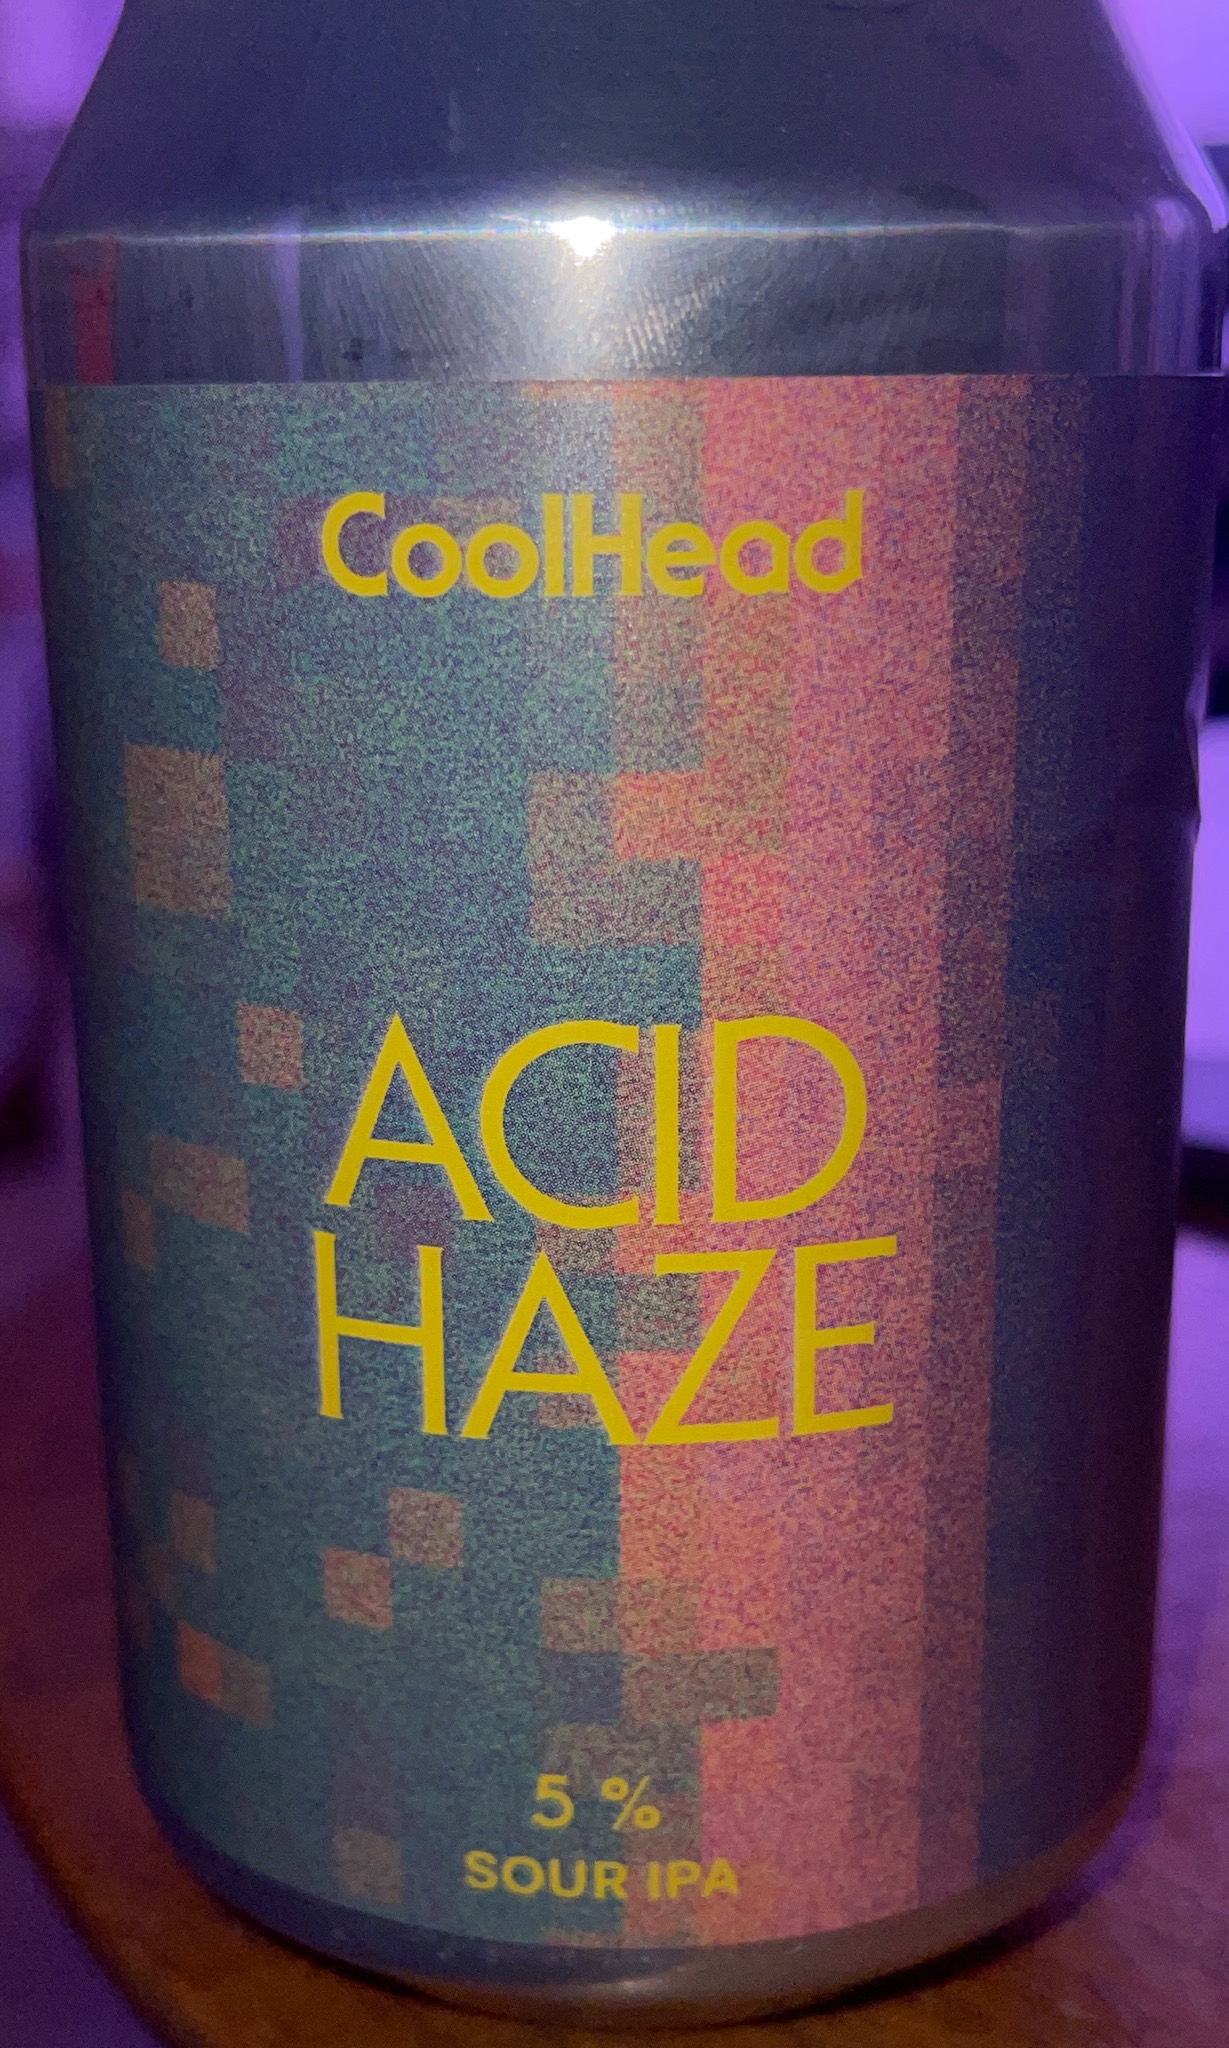 CoolHead
ACID
HAZE
5 %
SOUR IPA